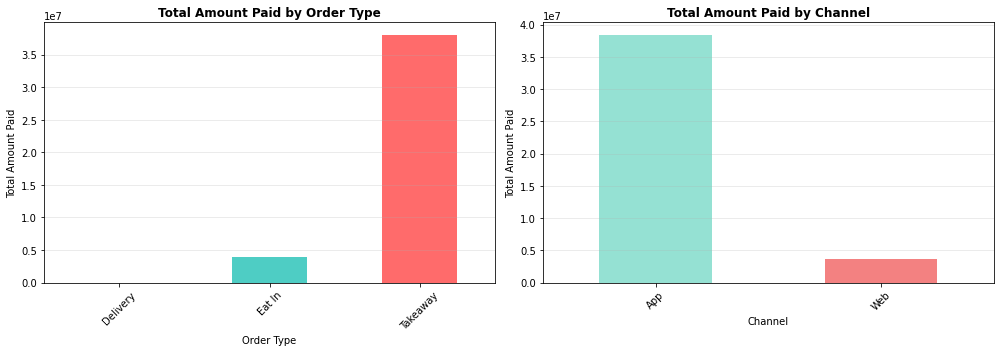 Total Amount Paid by Order Type
1e7
3.5
3.0
2.5
2.0
1.5
1.0
0.5
0.0
Total Amount Paid
Delivery
Eat In
Takeaway
Order Type
Total Amount Paid by Channel
1e7
4.0
3.5
3.0
2.5
2.0
1.5
1.0
0.5
0.0
Total Amount Paid
App
Web
Channel